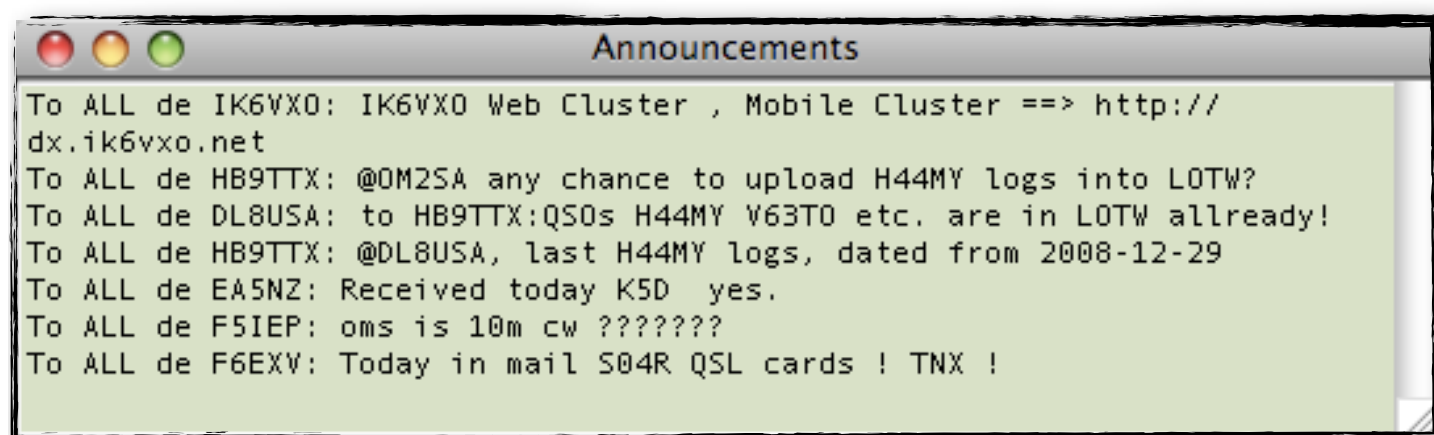 Announcements
To ALL de IK6VXO: IK6VXO Web Cluster , Mobile Cluster ==> http://
dx.ik6vxo.net
To ALL de HB9TTX: @OM2SA any chance to upload H44MY logs into LOTW?
To ALL de DL8USA: to HB9TTX:QSOs H44MY V63TO etc. are in LOTW allready!
To ALL de HB9TTX: @DL8USA, last H44MY logs, dated from 2008-12-29
To ALL de EA5NZ: Received today K5D  yes.
To ALL de F5IEP: oms is 10m cw ???????
To ALL de F6EXV: Today in mail S04R QSL cards ! TNX !